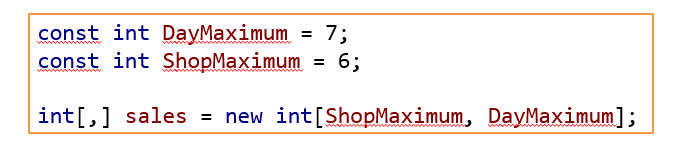 const int DayMaximum = 7;
const int ShopMaximum = 6;
int[,] sales = new int[ShopMaximum, DayMaximum];